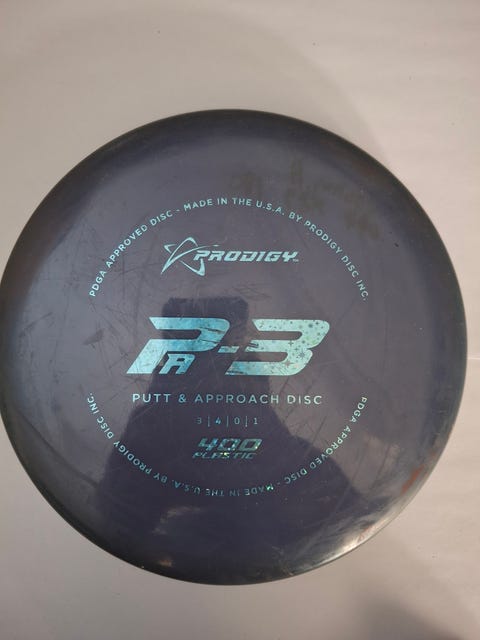 PDGA APPROVED DISC - MADE IN THE U.S.A. BY PRODIGY DISC INC.
PRODIGY™
PA-3
PUTT & APPROACH DISC
3|4|0|1
400
PLASTIC
PDGA APPROVED DISC - MADE IN THE U.S.A. BY PRODIGY DISC INC.